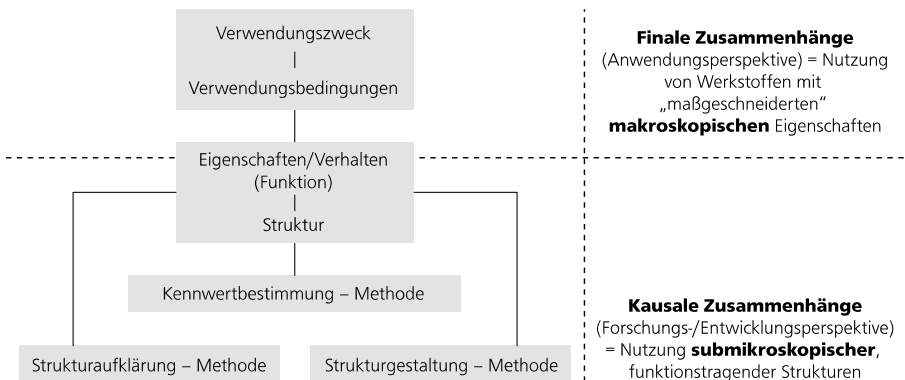 Verwendungszweck
Verwendungsbedingungen
Finale Zusammenhänge
(Anwendungsperspektive) = Nutzung
von Werkstoffen mit
„maßgeschneiderten“
makroskopischen Eigenschaften
Eigenschaften/Verhalten
(Funktion)
Struktur
Kennwertbestimmung – Methode
Strukturaufklärung – Methode
Strukturgestaltung – Methode
Kausale Zusammenhänge
(Forschungs-/Entwicklungsperspektive)
= Nutzung submikroskopischer,
funktionstragender Strukturen